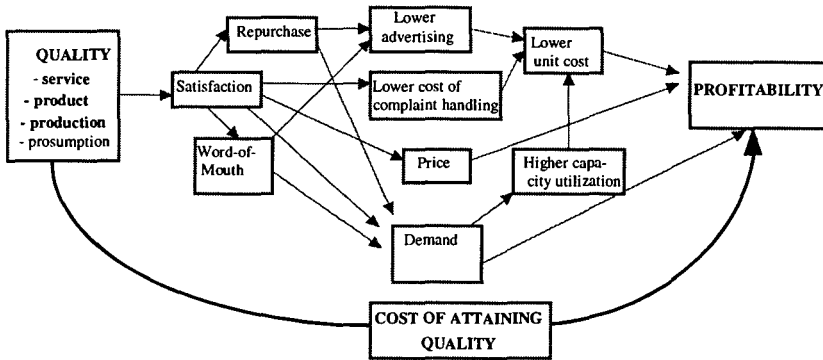 QUALITY
- service
- product
- production
- prosumption
Satisfaction
Repurchase
Word-of-
Mouth
Lower
advertising
Lower cost of
complaint handling
Price
Demand
Lower
unit cost
Higher capa-
city utilization
PROFITABILITY
COST OF ATTAINING
QUALITY